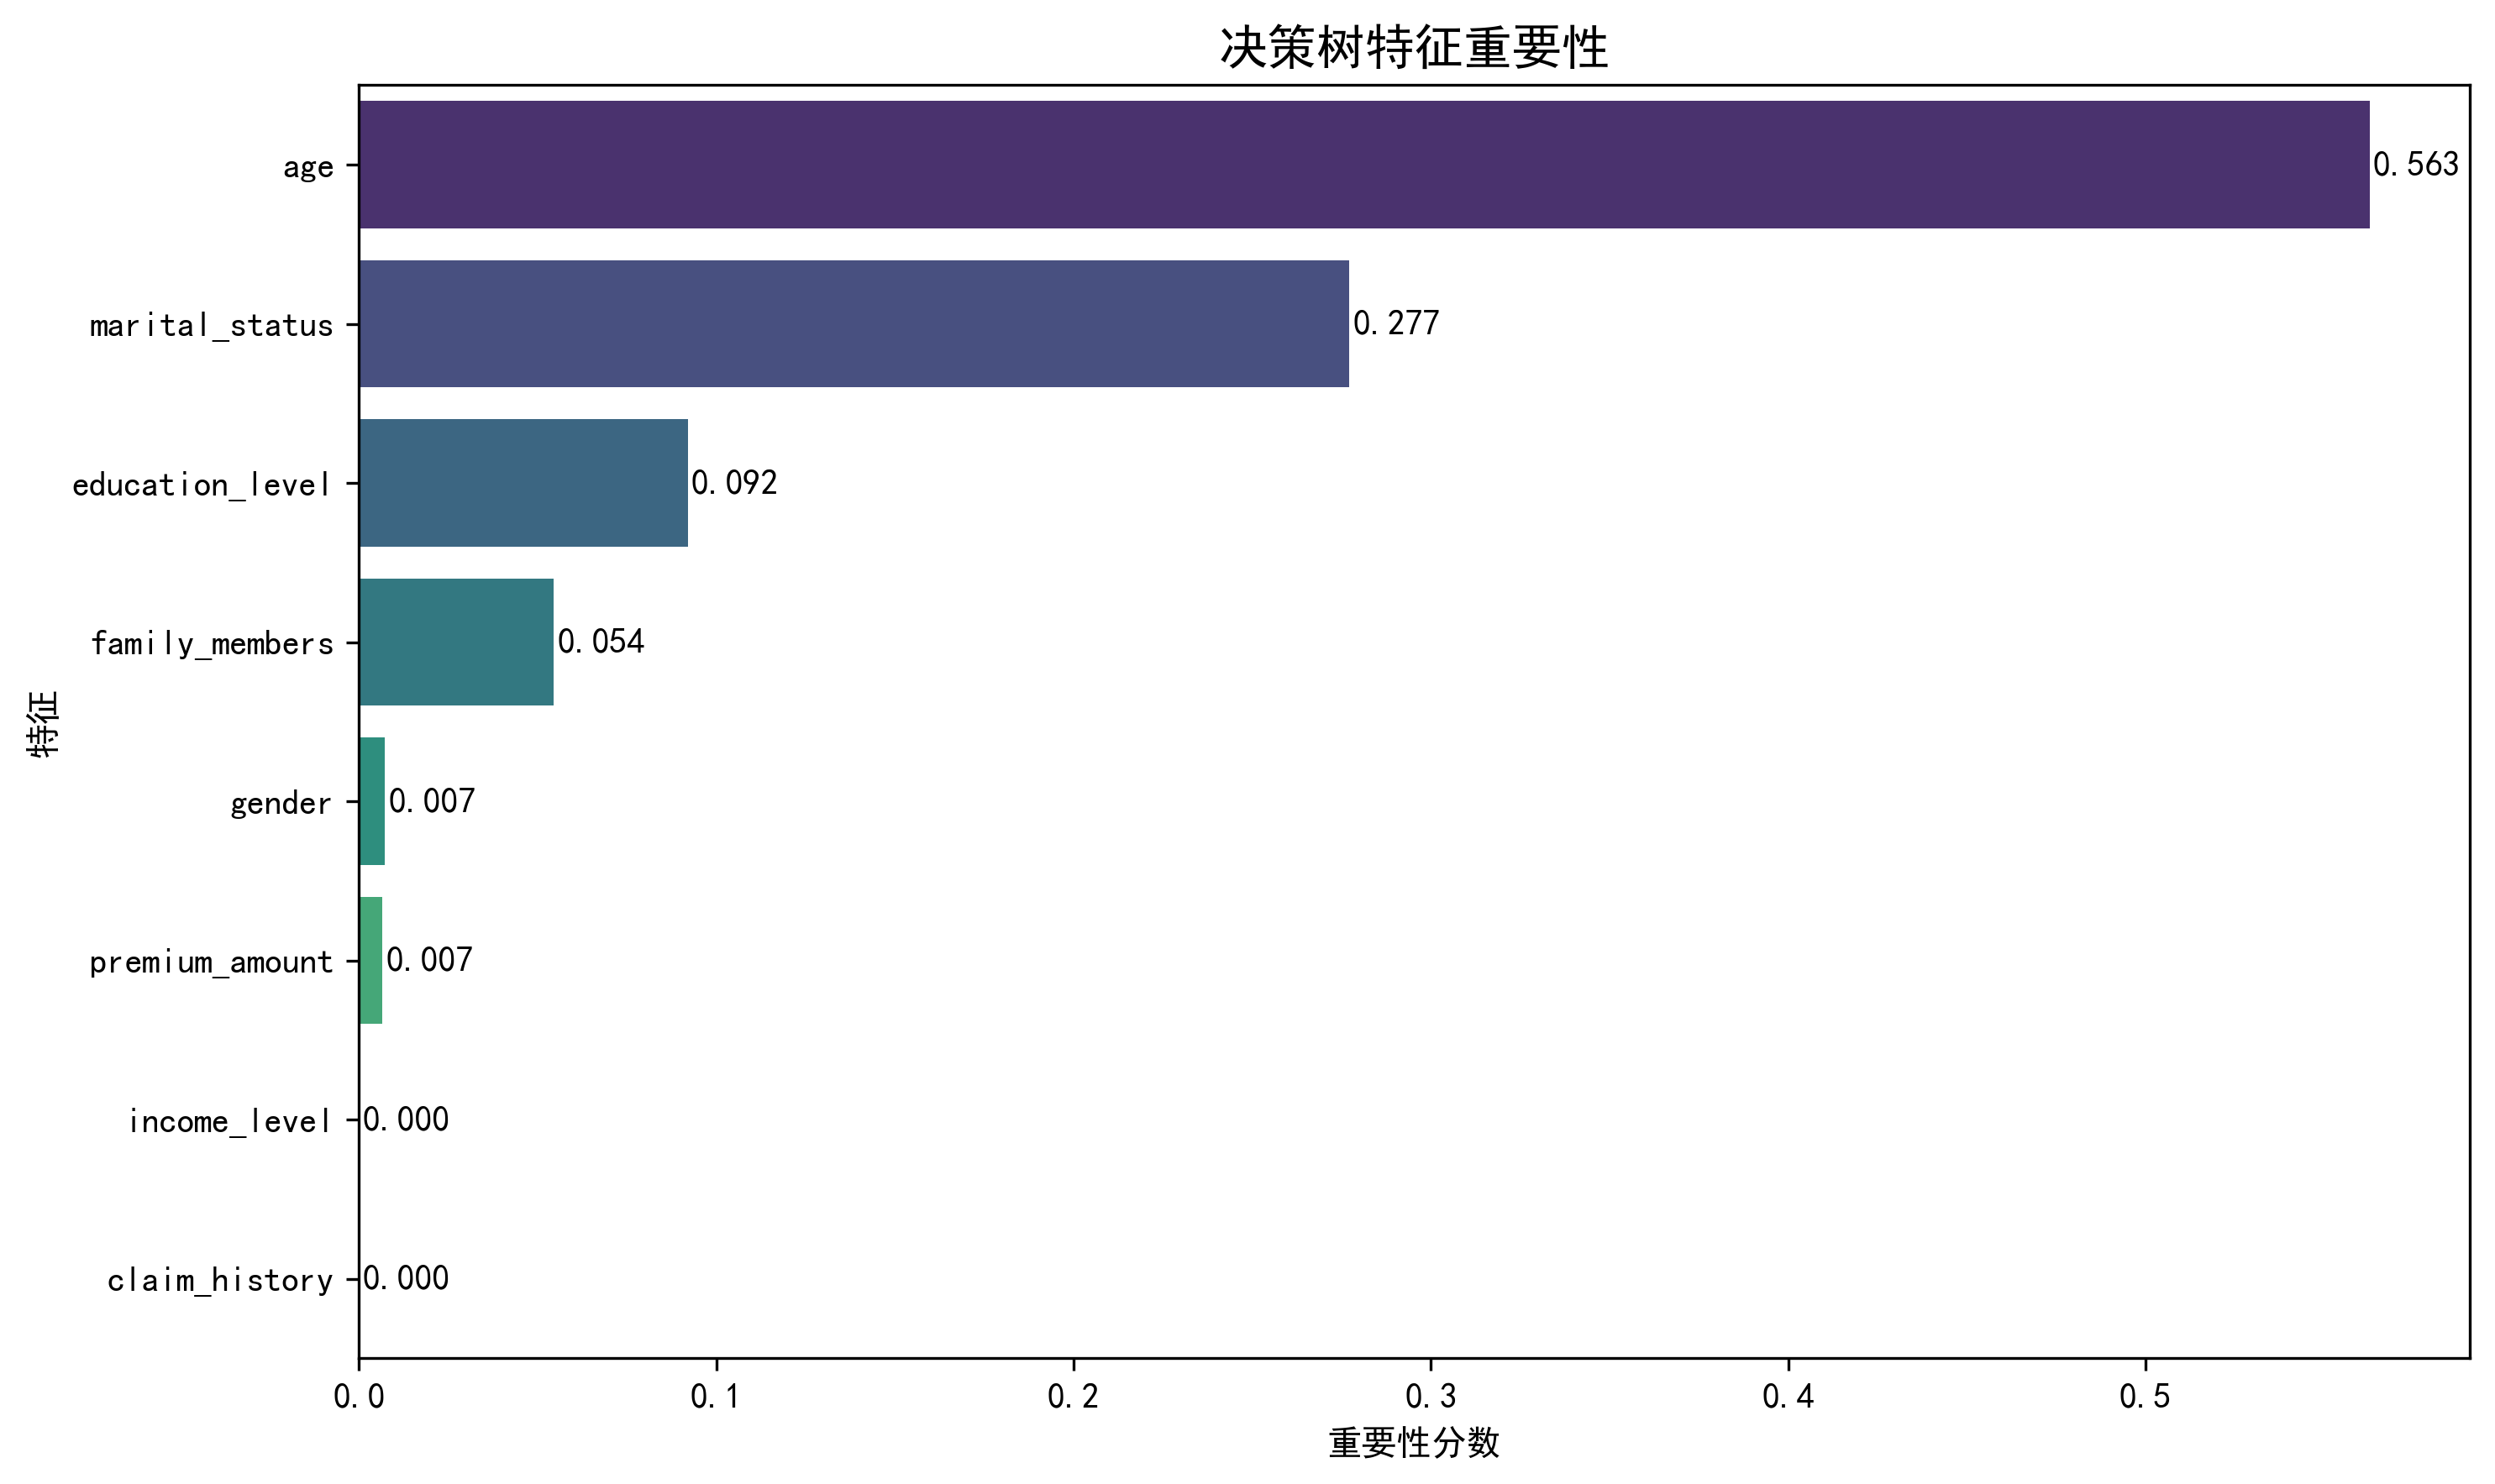 决策树特征重要性
age
0.563
marital_status
0.277
education_level
0.092
family_members
0.054
特征
gender
0.007
premium_amount
0.007
income_level
0.000
claim_history
0.000
0.0 0.1 0.2 0.3 0.4 0.5
重要性分数